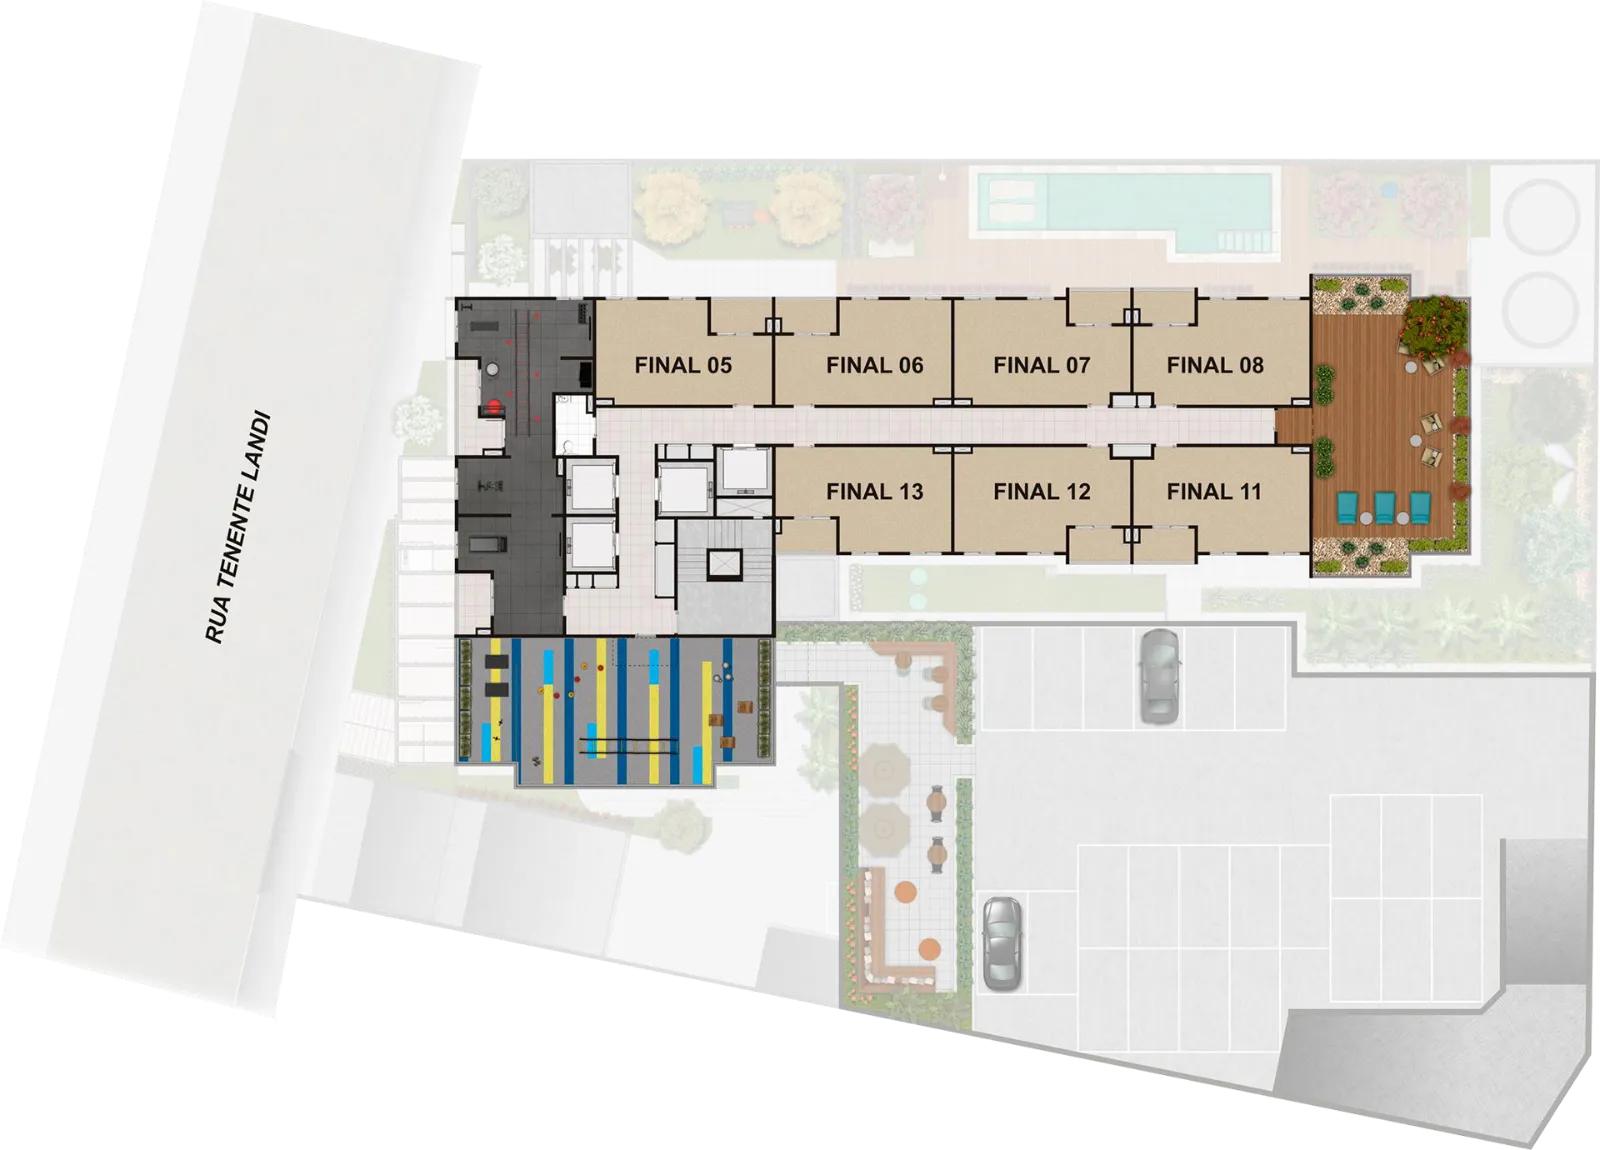 FINAL 05
FINAL 06
FINAL 07
FINAL 08
FINAL 13
FINAL 12
FINAL 11
RUA TENENTE LANDI